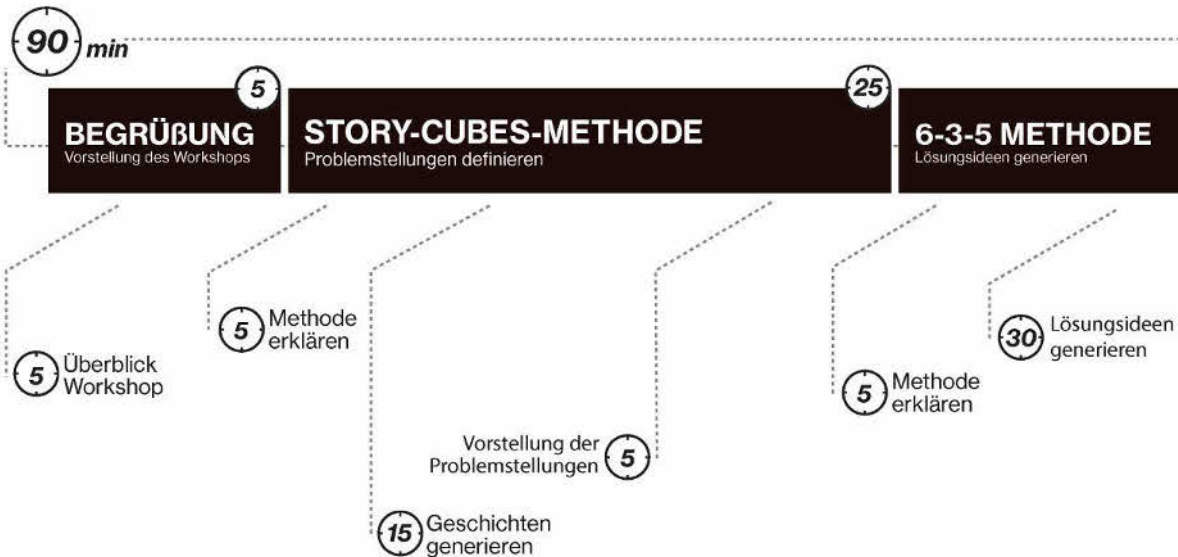 90 min
5
25
BEGRÜßUNG
Vorstellung des Workshops
STORY-CUBES-METHODE
Problemstellungen definieren
6-3-5 METHODE
Lösungsideen generieren
5 Überblick
Workshop
5 Methode
erklären
15 Geschichten
generieren
Vorstellung der
Problemstellungen 5
5 Methode
erklären
30 Lösungsideen
generieren